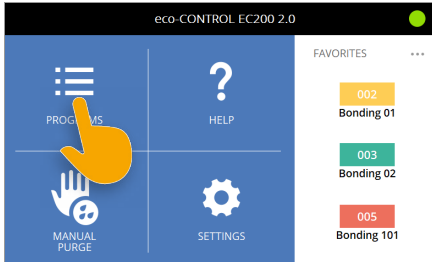 eco-CONTROL EC200 2.0
PROGRAMS
HELP
MANUAL
PURGE
SETTINGS
FAVORITES
...
002
Bonding 01
003
Bonding 02
005
Bonding 101